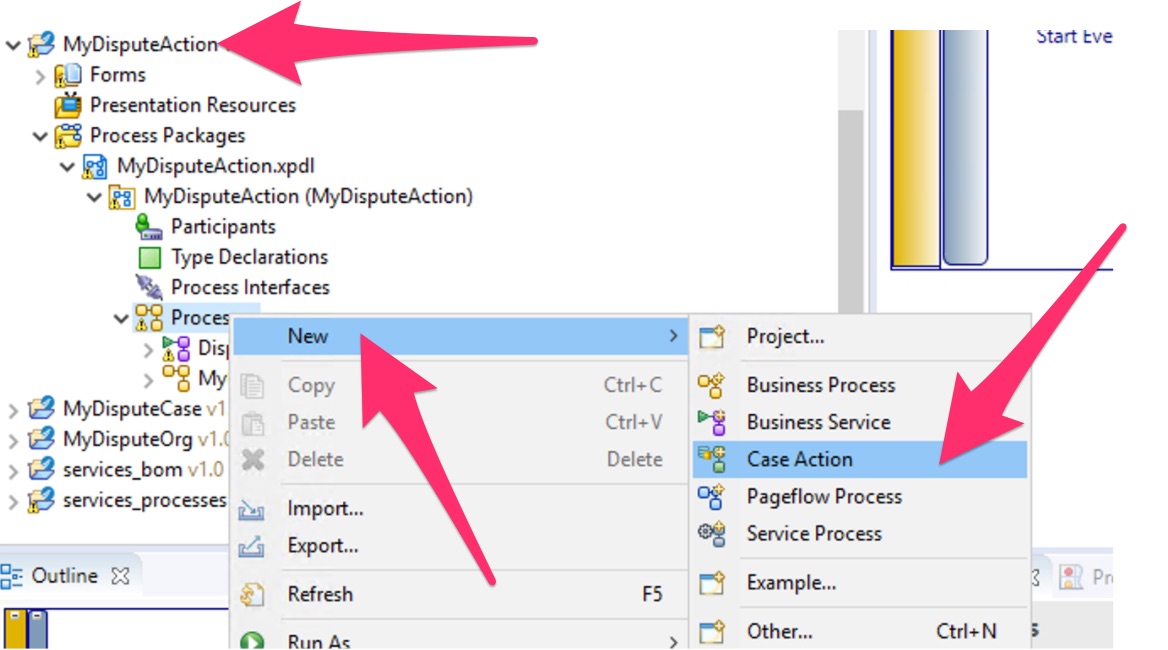 MyDisputeAction
Start Eve
Forms
Presentation Resources
Process Packages
MyDisputeAction.xpdl
MyDisputeAction (MyDisputeAction)
Participants
Type Declarations
Process Interfaces
Proces
Dis
My
MyDisputeCase v1
MyDisputeOrg v1.0
services_bom v1.0
services_processes
Outline
New
Copy Ctrl+C
Paste Ctrl+V
Delete Delete
Import...
Export...
Refresh F5
Run As
Project...
Business Process
Business Service
Case Action
Pageflow Process
Service Process
Example...
Other... Ctrl+N
Pr
s